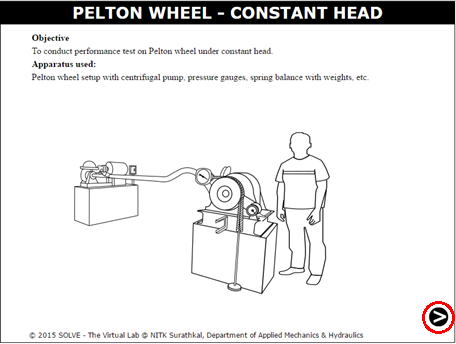 PELTON WHEEL – CONSTANT HEAD
Objective
To conduct performance test on Pelton wheel under constant head.
Apparatus used:
Pelton wheel setup with centrifugal pump, pressure gauges, spring balance with weights, etc.
© 2015 SOLVE - The Virtual Lab @ NITK Surathkal, Department of Applied Mechanics & Hydraulics